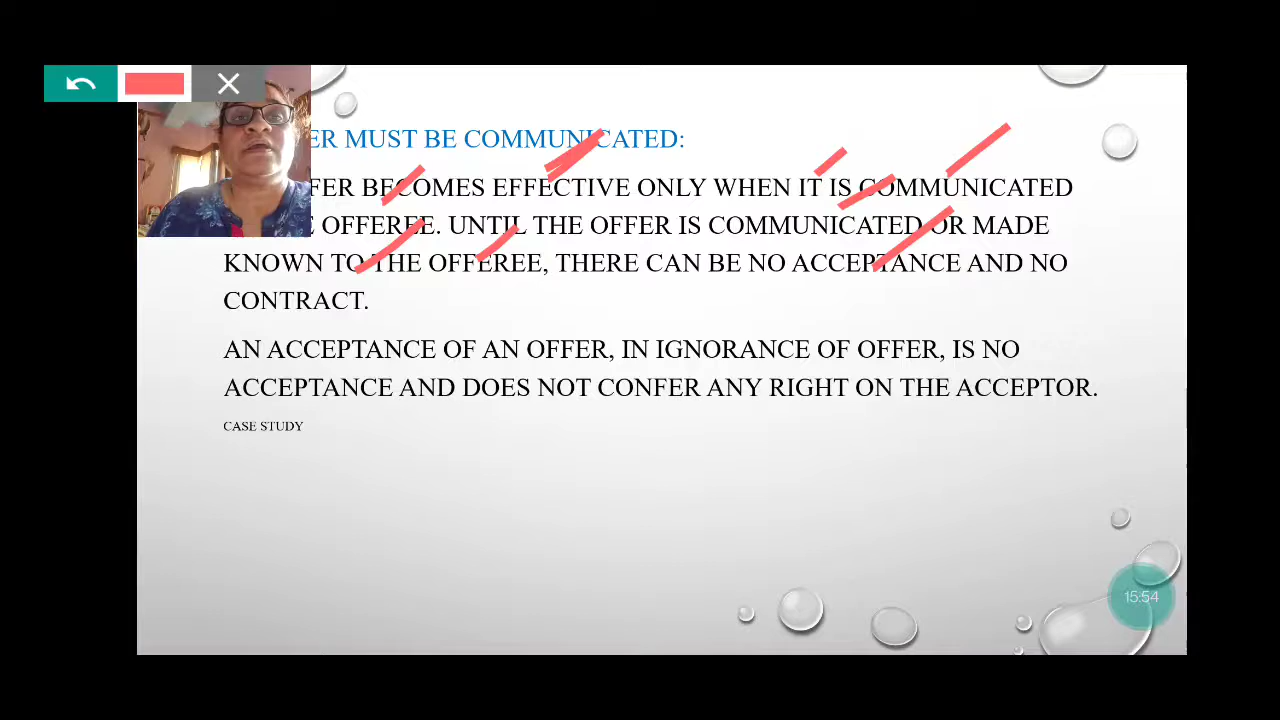 ER MUST BE COMMUNICATED:
FER BECOMES EFFECTIVE ONLY WHEN IT IS COMMUNICATED
OFFEREE. UNTIL THE OFFER IS COMMUNICATED OR MADE
KNOWN TO THE OFFEREE, THERE CAN BE NO ACCEPTANCE AND NO
CONTRACT.
AN ACCEPTANCE OF AN OFFER, IN IGNORANCE OF OFFER, IS NO
ACCEPTANCE AND DOES NOT CONFER ANY RIGHT ON THE ACCEPTOR.
CASE STUDY
15:54